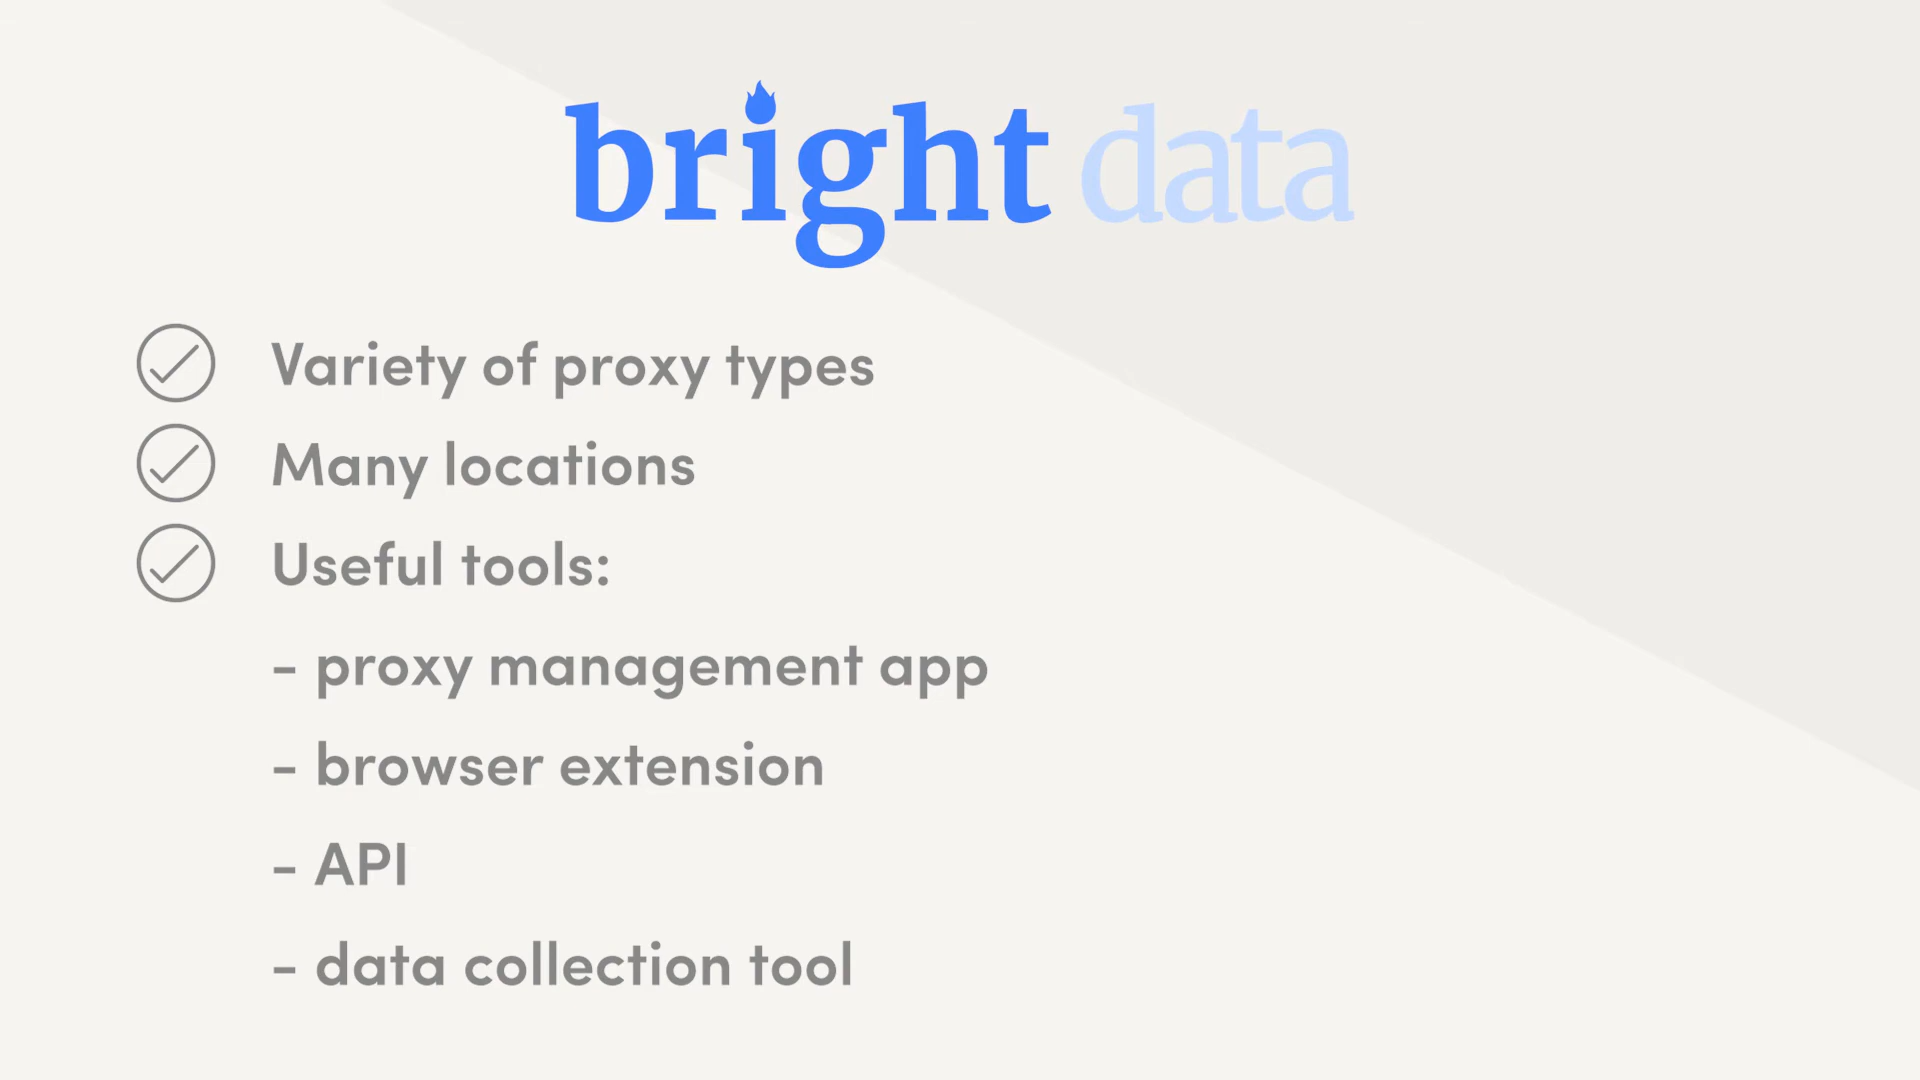 bright data
Variety of proxy types
Many locations
Useful tools:
- proxy management app
- browser extension
- API
- data collection tool